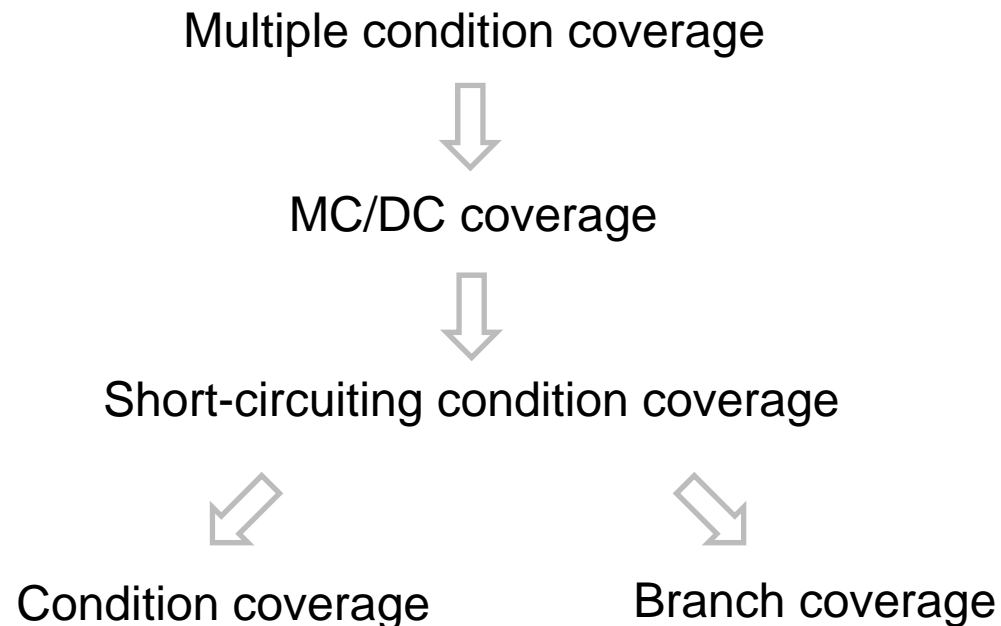 Multiple condition coverage
MC/DC coverage
Short-circuiting condition coverage
Condition coverage
Branch coverage